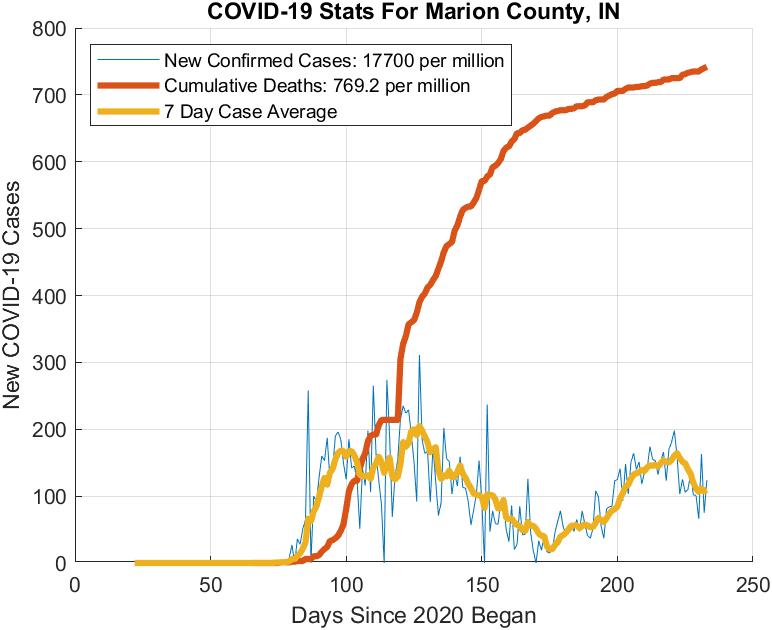 COVID-19 Stats For Marion County, IN
New Confirmed Cases: 17700 per million
Cumulative Deaths: 769.2 per million
7 Day Case Average
New COVID-19 Cases
800
700
600
500
400
300
200
100
0
0 50 100 150 200 250
Days Since 2020 Began